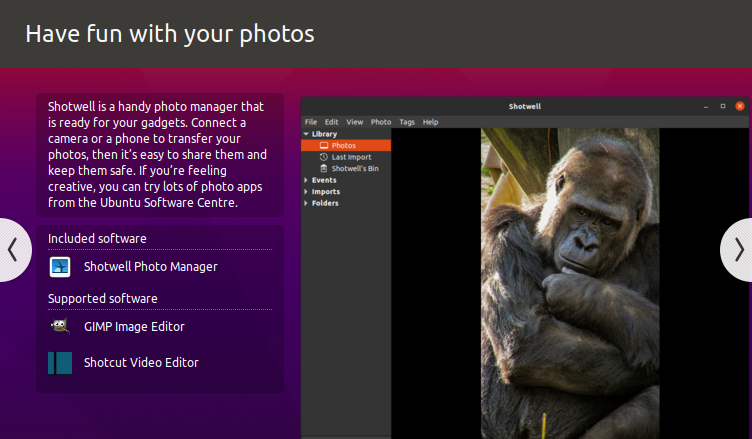 Have fun with your photos
Shotwell is a handy photo manager that
is ready for your gadgets. Connect a
camera or a phone to transfer your
photos, then it's easy to share them and
keep them safe. If you're feeling
creative, you can try lots of photo apps
from the Ubuntu Software Centre.
Included software
Shotwell Photo Manager
Supported software
GIMP Image Editor
Shotcut Video Editor
Shotwell
File Edit View Photo Tags Help
Library
Photos
Last Import
Shotwell's Bin
Events
Imports
Folders